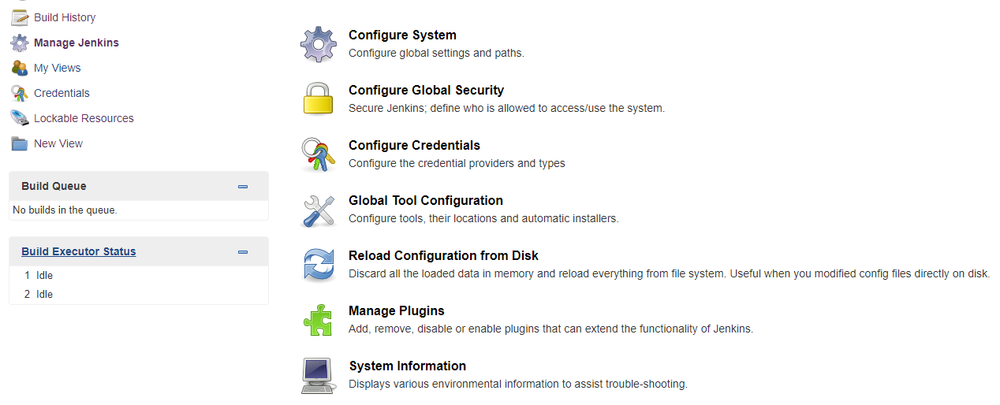 Build History
Manage Jenkins
My Views
Credentials
Lockable Resources
New View
Build Queue
No builds in the queue.
Build Executor Status
1 Idle
2 Idle
Configure System
Configure global settings and paths.
Configure Global Security
Secure Jenkins; define who is allowed to access/use the system.
Configure Credentials
Configure the credential providers and types
Global Tool Configuration
Configure tools, their locations and automatic installers.
Reload Configuration from Disk
Discard all the loaded data in memory and reload everything from file system. Useful when you modified config files directly on disk.
Manage Plugins
Add, remove, disable or enable plugins that can extend the functionality of Jenkins.
System Information
Displays various environmental information to assist trouble-shooting.